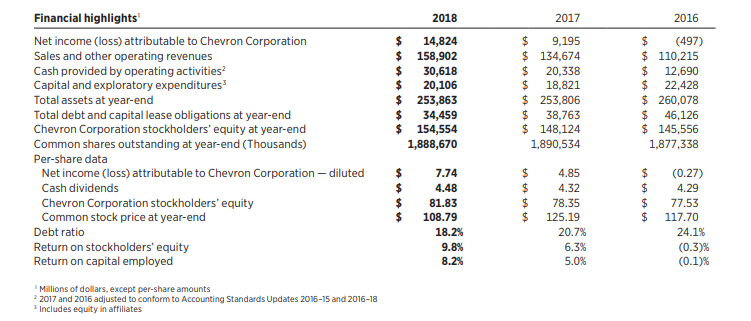 Financial highlights¹ 2018 2017 2016
Net income (loss) attributable to Chevron Corporation $ 14,824 $ 9,195 $ (497)
Sales and other operating revenues $ 158,902 $ 134,674 $ 110,215
Cash provided by operating activities² $ 30,618 $ 20,338 $ 12,690
Capital and exploratory expenditures³ $ 20,106 $ 18,821 $ 22,428
Total assets at year-end $ 253,863 $ 253,806 $ 260,078
Total debt and capital lease obligations at year-end $ 34,459 $ 38,763 $ 46,126
Chevron Corporation stockholders' equity at year-end $ 154,554 $ 148,124 $ 145,556
Common shares outstanding at year-end (Thousands) 1,888,670 1,890,534 1,877,338
Per-share data
Net income (loss) attributable to Chevron Corporation — diluted $ 7.74 $ 4.85 $ (0.27)
Cash dividends $ 4.48 $ 4.32 $ 4.29
Chevron Corporation stockholders' equity $ 81.83 $ 78.35 $ 77.53
Common stock price at year-end $ 108.79 $ 125.19 $ 117.70
Debt ratio 18.2% 20.7% 24.1%
Return on stockholders' equity 9.8% 6.3% (0.3)%
Return on capital employed 8.2% 5.0% (0.1)%
¹ Millions of dollars, except per-share amounts
² 2017 and 2016 adjusted to conform to Accounting Standards Updates 2016-15 and 2016-18
³ Includes equity in affiliates